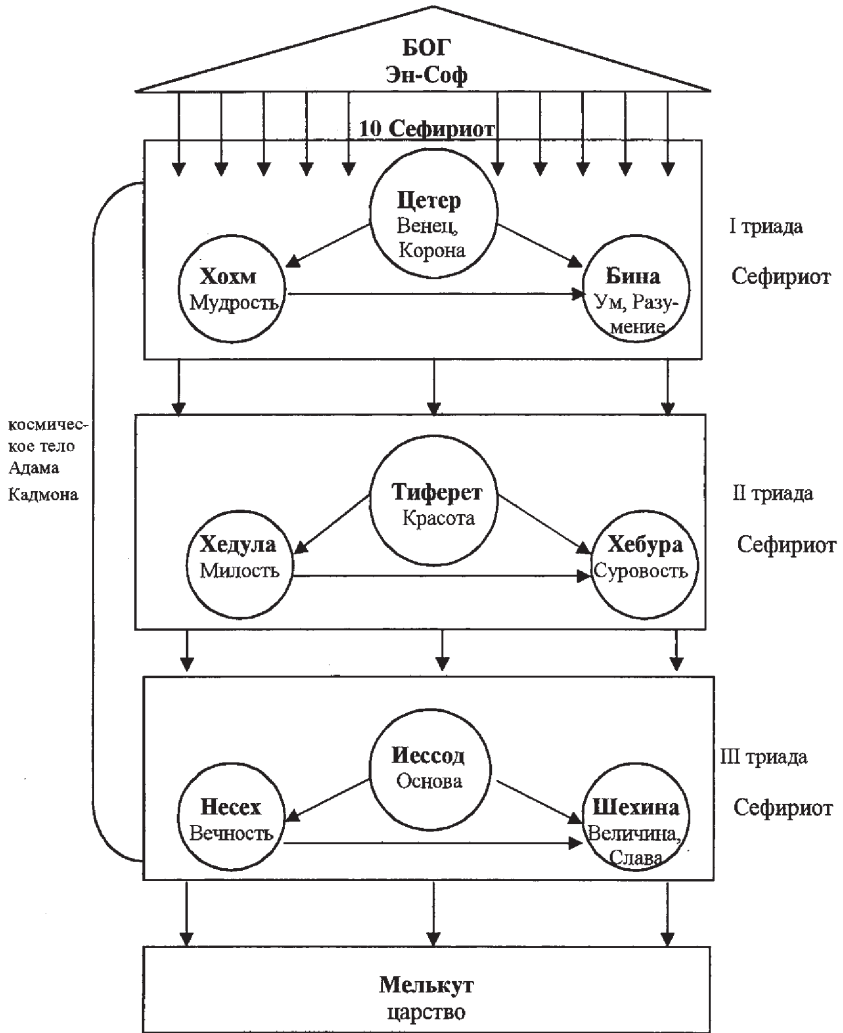 БОГ
Эн-Соф
10 Сефириот
Цетер
Венец,
Корона
Хохм
Мудрость
Бина
Ум, Разу-
мение
I триада
Сефириот
космичес-
кое тело
Адама
Кадмона
Тиферет
Красота
Хедула
Милость
Хебура
Суровость
II триада
Сефириот
Иессод
Основа
Несех
Вечность
Шехина
Величина,
Слава
III триада
Сефириот
Мелькут
царство